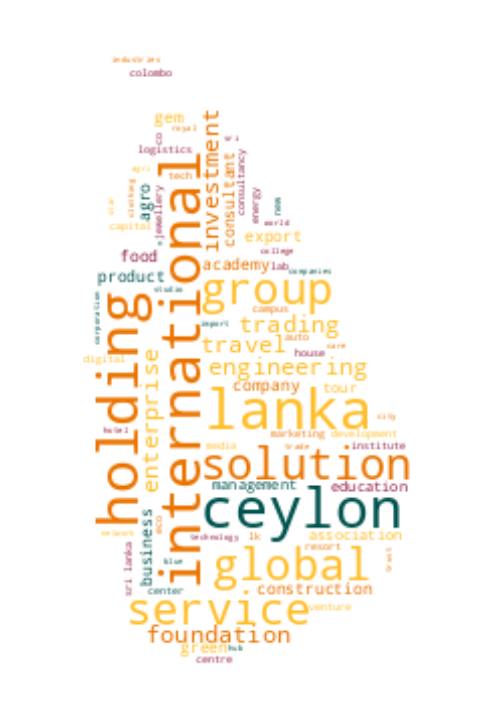 industries
colombo
gem
royal
co
sri
logistics
international
investment
consultant
consultancy
agri
tech
agro
jewellery
clothing
star
energy
new
capital
world
export
college
food
academy
lab
companies
product
studio
group
corporation
holding
campus
import
trading
travel
auto
care
house
digital
enterprise
engineering
company
tour
lanka
city
hotel
marketing
development
media
trade
institute
solution
management
education
ceylon
business
eco
network
technology
lk
association
resort
sri lanka
blue
global
travel
center
construction
service
venture
foundation
green
hub
centre